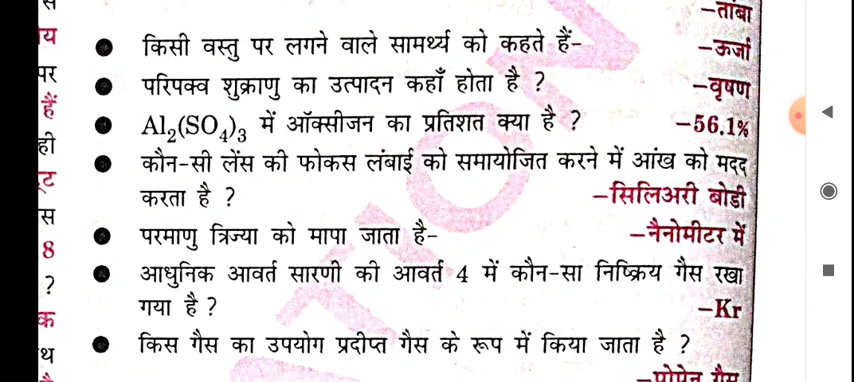 –तांबा
किसी वस्तु पर लगने वाले सामर्थ्य को कहते हैं– –ऊर्जा
परिपक्व शुक्राणु का उत्पादन कहाँ होता है ? –वृषण
Al₂(SO₄)₃ में ऑक्सीजन का प्रतिशत क्या है ? –56.1%
कौन-सी लेंस की फोकस लंबाई को समायोजित करने में आंख को मदद
करता है ? –सिलिअरी बोडी
परमाणु त्रिज्या को मापा जाता है– –नैनोमीटर में
आधुनिक आवर्त सारणी की आवर्त 4 में कौन-सा निष्क्रिय गैस रखा
गया है ? –Kr
किस गैस का उपयोग प्रदीप्त गैस के रूप में किया जाता है ?
–प्रोपेन गैस
पर
हैं
ही
स
8
?